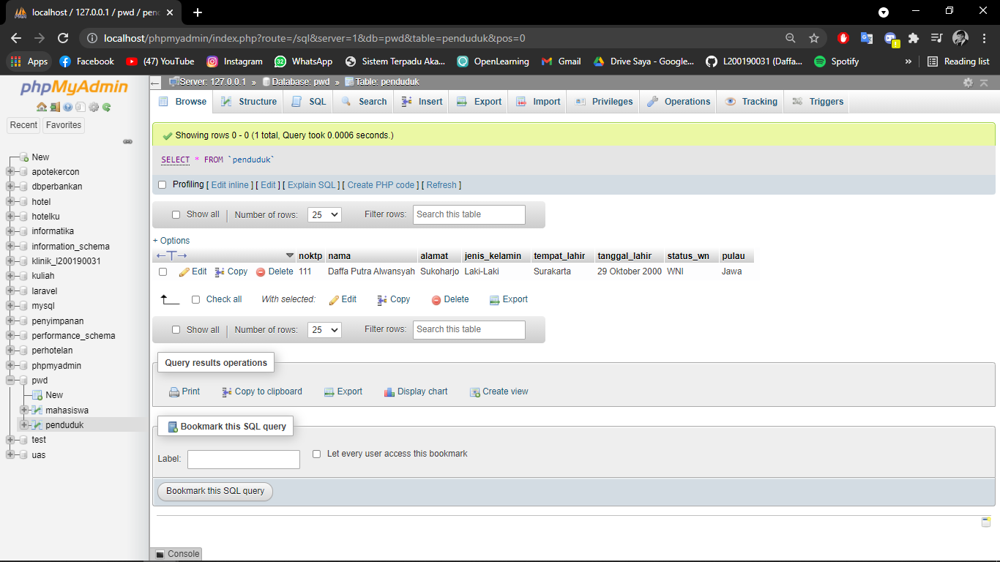 localhost / 127.0.0.1 / pwd / pen
localhost/phpmyadmin/index.php?route=/sql&server=1&db=pwd&table=penduduk&pos=0
Apps Facebook (47) YouTube Instagram WhatsApp Sistem Terpadu Aka... OpenLearning Gmail Drive Saya - Google... L200190031 (Daffa... Spotify » Reading list
phpMyAdmin
Recent Favorites
New
apotekercon
dbperbankan
hotel
hotelku
informatika
information_schema
klinik_l200190031
kuliah
laravel
mysql
penyimpanan
performance_schema
perhotelan
phpmyadmin
pwd
New
mahasiswa
penduduk
test
uas
Server: 127.0.0.1 » Database: pwd » Table: penduduk
Browse Structure SQL Search Insert Export Import Privileges Operations Tracking Triggers
Showing rows 0 - 0 (1 total, Query took 0.0006 seconds.)
SELECT * FROM `penduduk`
Profiling [ Edit inline ] [ Edit ] [ Explain SQL ] [ Create PHP code ] [ Refresh ]
Show all Number of rows: 25 Filter rows: Search this table
+ Options
noktp nama alamat jenis_kelamin tempat_lahir tanggal_lahir status_wn pulau
Edit Copy Delete 111 Daffa Putra Alwansyah Sukoharjo Laki-Laki Surakarta 29 Oktober 2000 WNI Jawa
Check all With selected: Edit Copy Delete Export
Show all Number of rows: 25 Filter rows: Search this table
Query results operations
Print Copy to clipboard Export Display chart Create view
Bookmark this SQL query
Label: Let every user access this bookmark
Bookmark this SQL query
Console